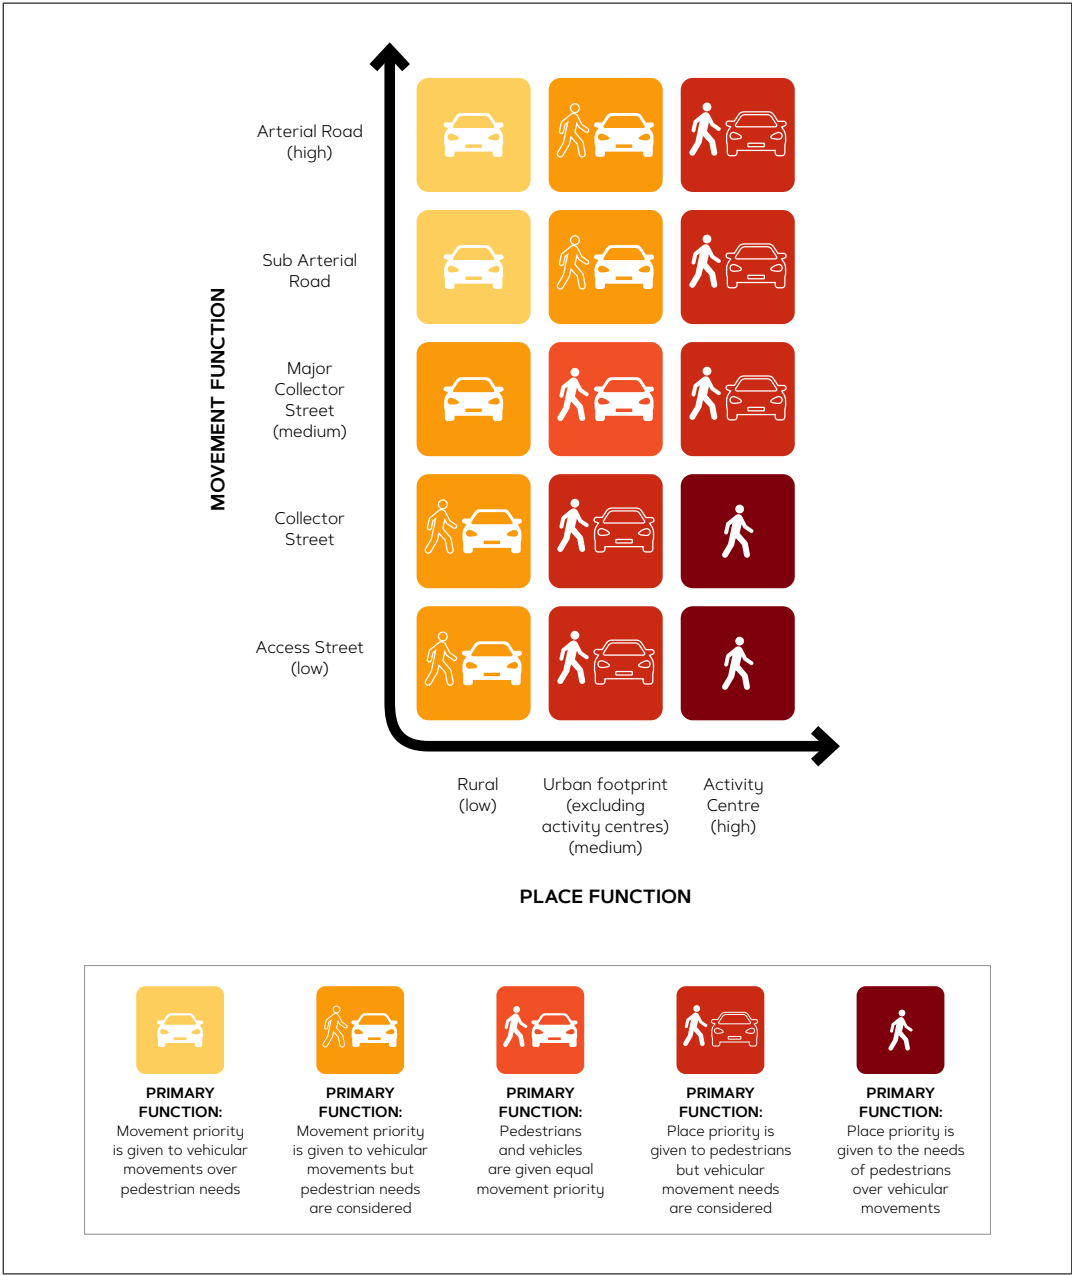 Arterial Road
(high)
Sub Arterial
Road
Major
Collector
Street
(medium)
Collector
Street
Access Street
(low)
MOVEMENT FUNCTION
Rural
(low)
Urban footprint
(excluding
activity centres)
(medium)
Activity
Centre
(high)
PLACE FUNCTION
PRIMARY
FUNCTION:
Movement priority
is given to vehicular
movements over
pedestrian needs
PRIMARY
FUNCTION:
Movement priority
is given to vehicular
movements but
pedestrian needs
are considered
PRIMARY
FUNCTION:
Pedestrians
and vehicles
are given equal
movement priority
PRIMARY
FUNCTION:
Place priority is
given to pedestrians
but vehicular
movement needs
are considered
PRIMARY
FUNCTION:
Place priority is
given to the needs
of pedestrians
over vehicular
movements